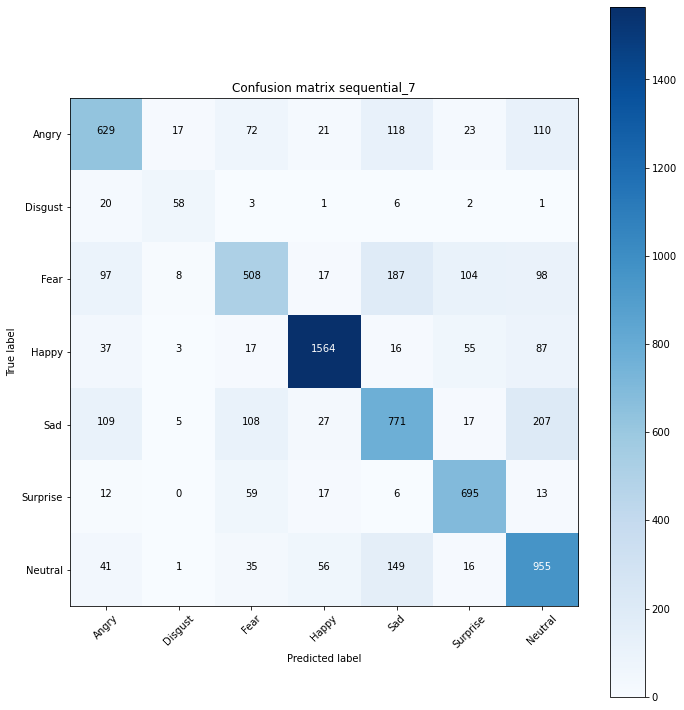 Confusion matrix sequential_7
True label
Angry 629 17 72 21 118 23 110
Disgust 20 58 3 1 6 2 1
Fear 97 8 508 17 187 104 98
Happy 37 3 17 1564 16 55 87
Sad 109 5 108 27 771 17 207
Surprise 12 0 59 17 6 695 13
Neutral 41 1 35 56 149 16 955
Angry Disgust Fear Happy Sad Surprise Neutral
Predicted label
1400
1200
1000
800
600
400
200
0